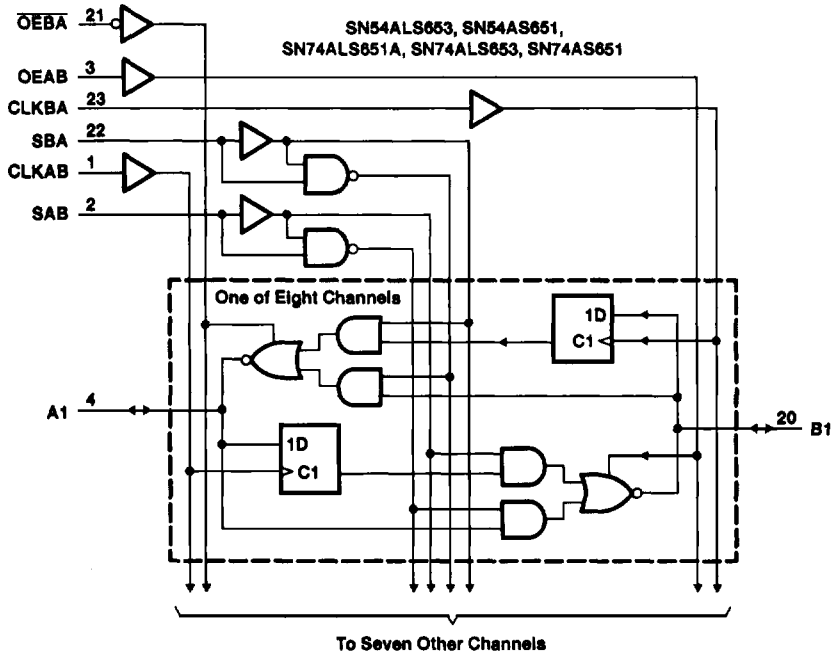 SN54ALS653, SN54AS651,
SN74ALS651A, SN74ALS653, SN74AS651
OEBA 21
OEAB 3
CLKBA 23
SBA 22
CLKAB 1
SAB 2
One of Eight Channels
1D
C1
A1 4
1D
C1
20 B1
To Seven Other Channels